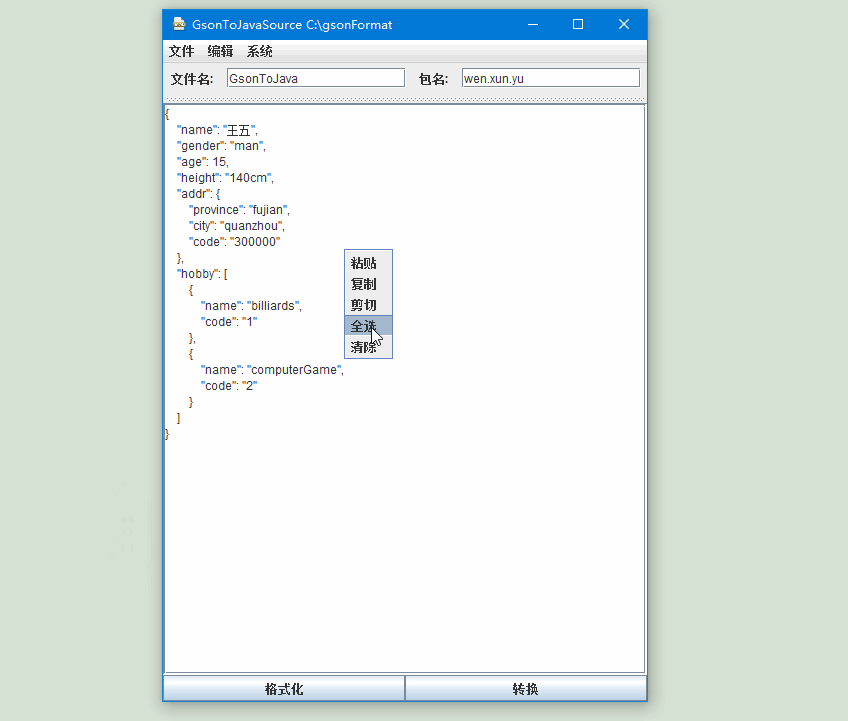 GsonToJavaSource C:\gsonFormat
文件 编辑 系统
文件名: GsonToJava 包名: wen.xun.yu
{
"name": "王五",
"gender": "man",
"age": 15,
"height": "140cm",
"addr": {
"province": "fujian",
"city": "quanzhou",
"code": "300000"
},
"hobby": [
{
"name": "billiards",
"code": "1"
},
{
"name": "computerGame",
"code": "2"
}
]
}
粘贴
复制
剪切
全选
清除
格式化 转换